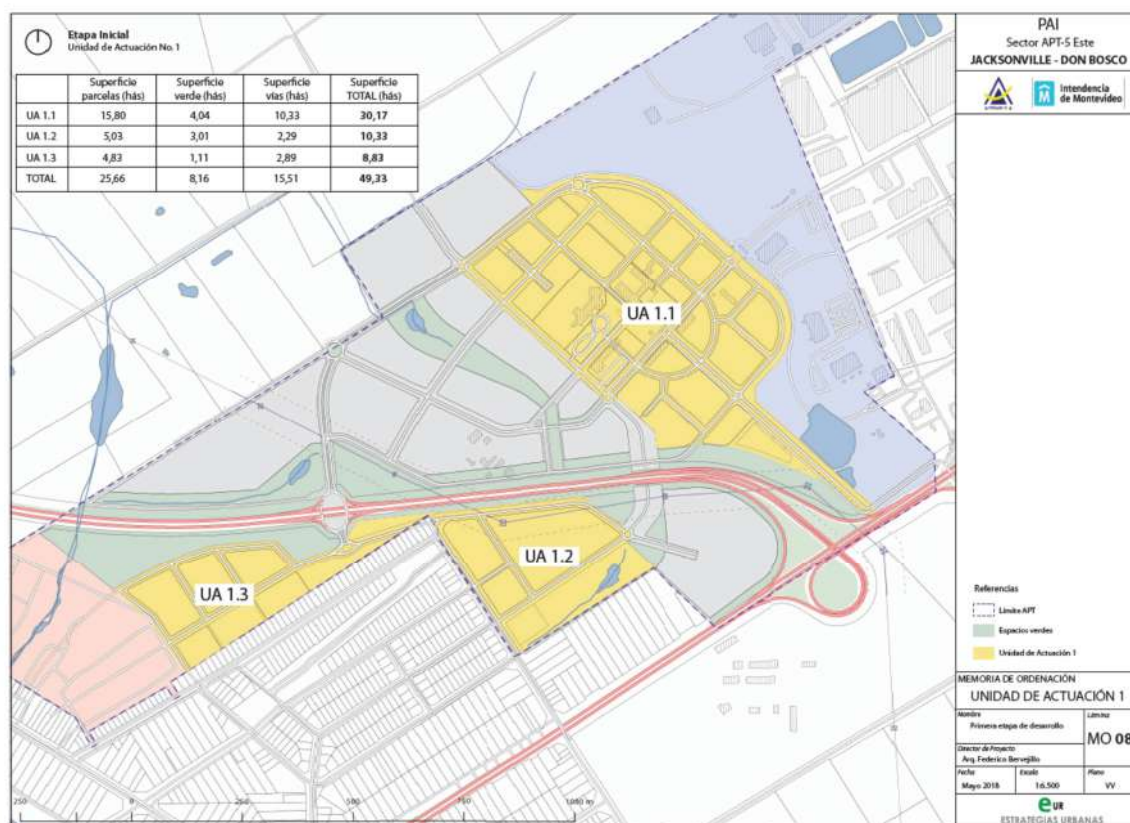 Etapa Inicial
Unidad de Actuación No. 1
Superficie parcelas (hás) Superficie verde (hás) Superficie vías (hás) Superficie TOTAL (hás)
UA 1.1 15,80 4,04 10,33 30,17
UA 1.2 5,03 3,01 2,29 10,33
UA 1.3 4,83 1,11 2,89 8,83
TOTAL 25,66 8,16 15,51 49,33
UA 1.1
UA 1.2
UA 1.3
250 0 250 500 750 1000 m
PAI
Sector APT-5 Este
JACKSONVILLE - DON BOSCO
Intendencia
de Montevideo
Referencias
Límite APT
Espacios verdes
Unidad de Actuación 1
MEMORIA DE ORDENACIÓN
UNIDAD DE ACTUACIÓN 1
Nombre
Primera etapa de desarrollo
Lámina
MO 08
Director de Proyecto
Arq. Federico Bervejillo
Fecha Escala Plano
Mayo 2018 1:6.500 VV
eUR
ESTRATEGIAS URBANAS